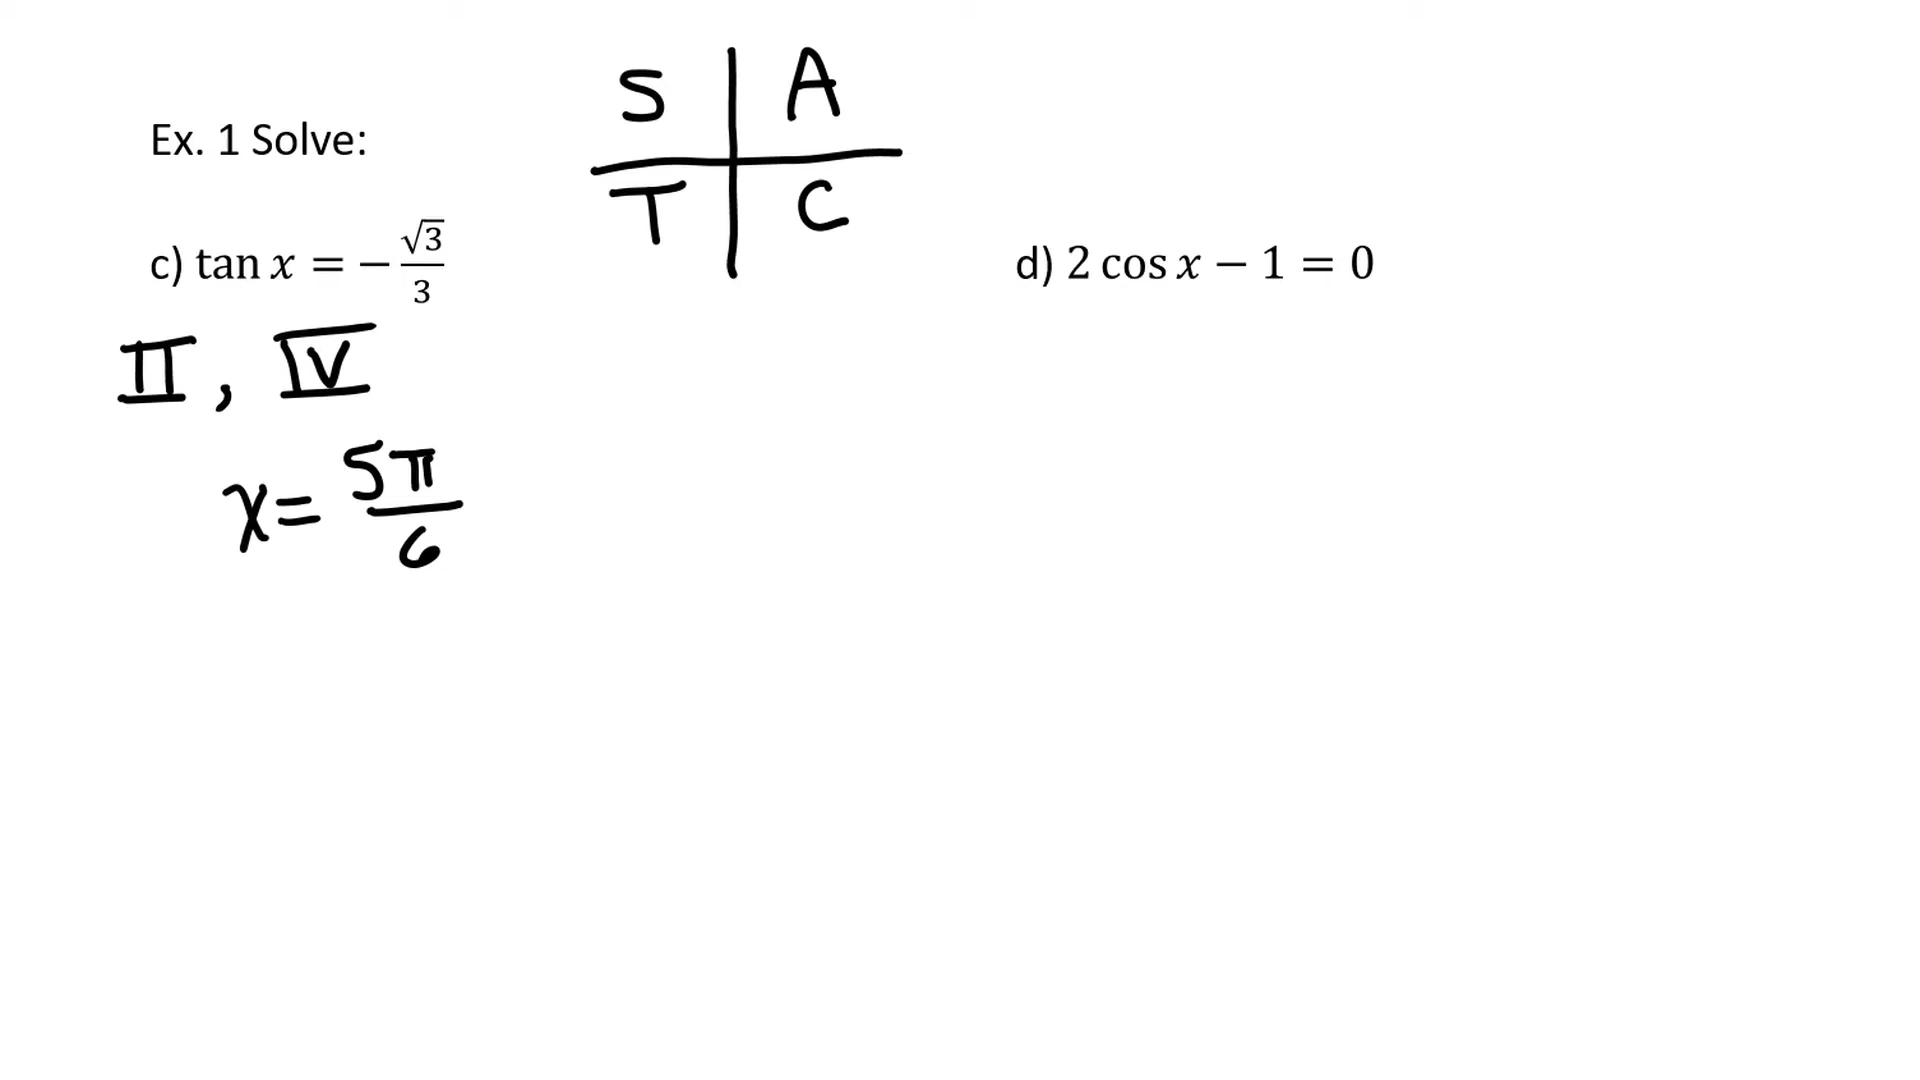 S A
Ex. 1 Solve:
T C
c) tan x = −√3/3
d) 2 cos x − 1 = 0
II, IV
x = 5π/6